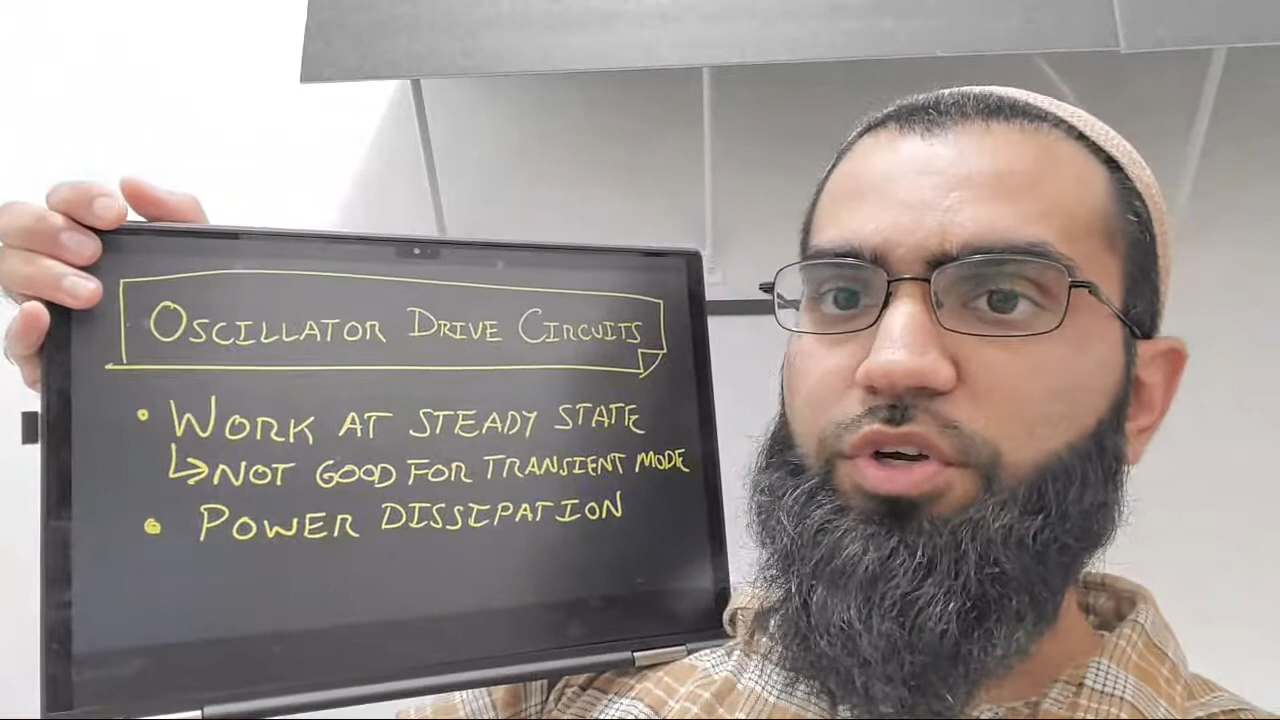 OSCILLATOR DRIVE CIRCUITS
• WORK AT STEADY STATE
↳ NOT GOOD FOR TRANSIENT MODE
• POWER DISSIPATION